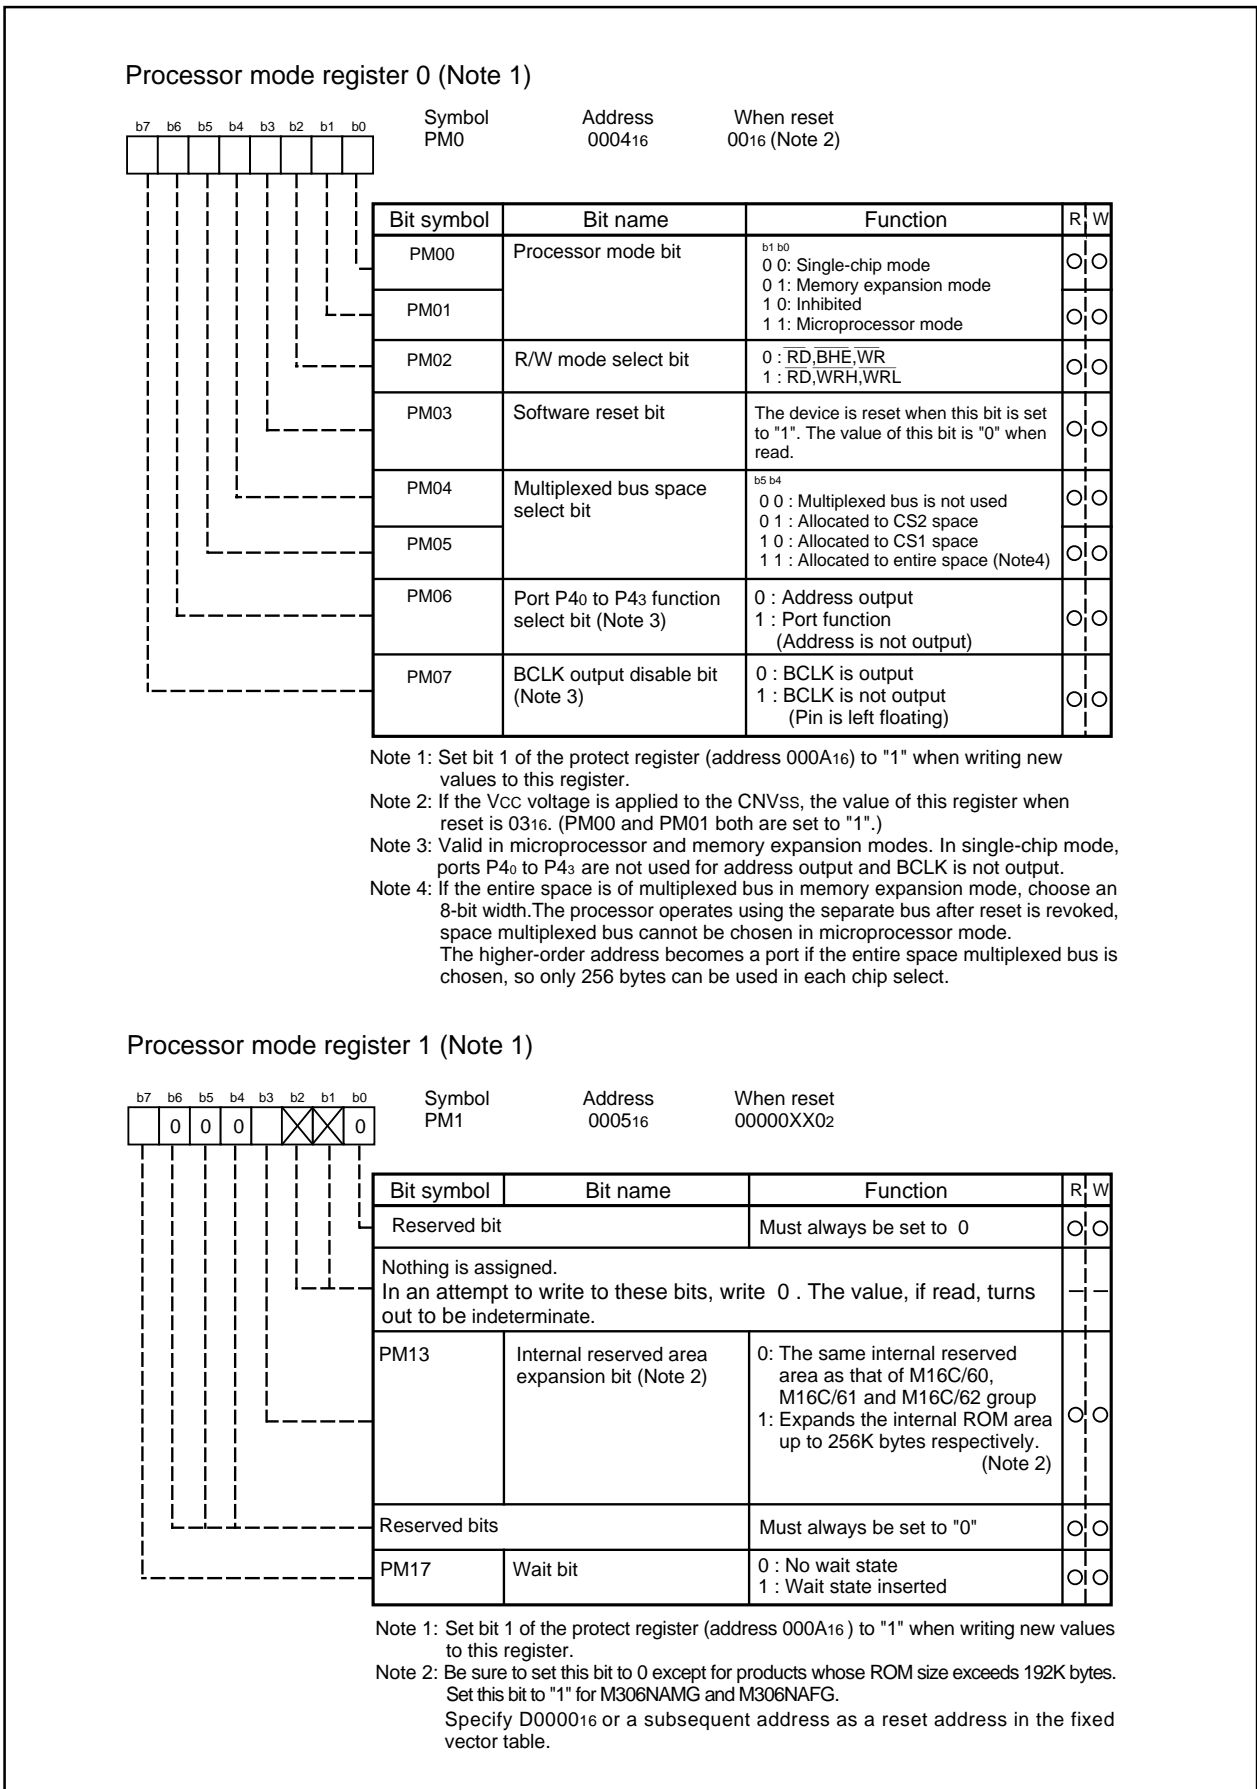 Processor mode register 0 (Note 1)
Symbol Address When reset
b7 b6 b5 b4 b3 b2 b1 b0
PM0 000416 0016 (Note 2)
Bit symbol Bit name Function R W
PM00 Processor mode bit b1 b0
0 0: Single-chip mode
0 1: Memory expansion mode
PM01 1 0: Inhibited
1 1: Microprocessor mode
PM02 R/W mode select bit 0 : RD,BHE,WR
1 : RD,WRH,WRL
PM03 Software reset bit The device is reset when this bit is set
to "1". The value of this bit is "0" when
read.
PM04 Multiplexed bus space b5 b4
select bit 0 0 : Multiplexed bus is not used
0 1 : Allocated to CS2 space
PM05 1 0 : Allocated to CS1 space
1 1 : Allocated to entire space (Note4)
PM06 Port P40 to P43 function 0 : Address output
select bit (Note 3) 1 : Port function
(Address is not output)
PM07 BCLK output disable bit 0 : BCLK is output
(Note 3) 1 : BCLK is not output
(Pin is left floating)
Note 1: Set bit 1 of the protect register (address 000A16) to "1" when writing new
values to this register.
Note 2: If the VCC voltage is applied to the CNVSS, the value of this register when
reset is 0316. (PM00 and PM01 both are set to "1".)
Note 3: Valid in microprocessor and memory expansion modes. In single-chip mode,
ports P40 to P43 are not used for address output and BCLK is not output.
Note 4: If the entire space is of multiplexed bus in memory expansion mode, choose an
8-bit width.The processor operates using the separate bus after reset is revoked,
space multiplexed bus cannot be chosen in microprocessor mode.
The higher-order address becomes a port if the entire space multiplexed bus is
chosen, so only 256 bytes can be used in each chip select.
Processor mode register 1 (Note 1)
b7 b6 b5 b4 b3 b2 b1 b0 Symbol Address When reset
0 0 0 0 PM1 000516 00000XX02
Bit symbol Bit name Function R W
Reserved bit Must always be set to 0
Nothing is assigned.
In an attempt to write to these bits, write 0 . The value, if read, turns
out to be indeterminate.
PM13 Internal reserved area 0: The same internal reserved
expansion bit (Note 2) area as that of M16C/60,
M16C/61 and M16C/62 group
1: Expands the internal ROM area
up to 256K bytes respectively.
(Note 2)
Reserved bits Must always be set to "0"
PM17 Wait bit 0 : No wait state
1 : Wait state inserted
Note 1: Set bit 1 of the protect register (address 000A16 ) to "1" when writing new values
to this register.
Note 2: Be sure to set this bit to 0 except for products whose ROM size exceeds 192K bytes.
Set this bit to "1" for M306NAMG and M306NAFG.
Specify D000016 or a subsequent address as a reset address in the fixed
vector table.